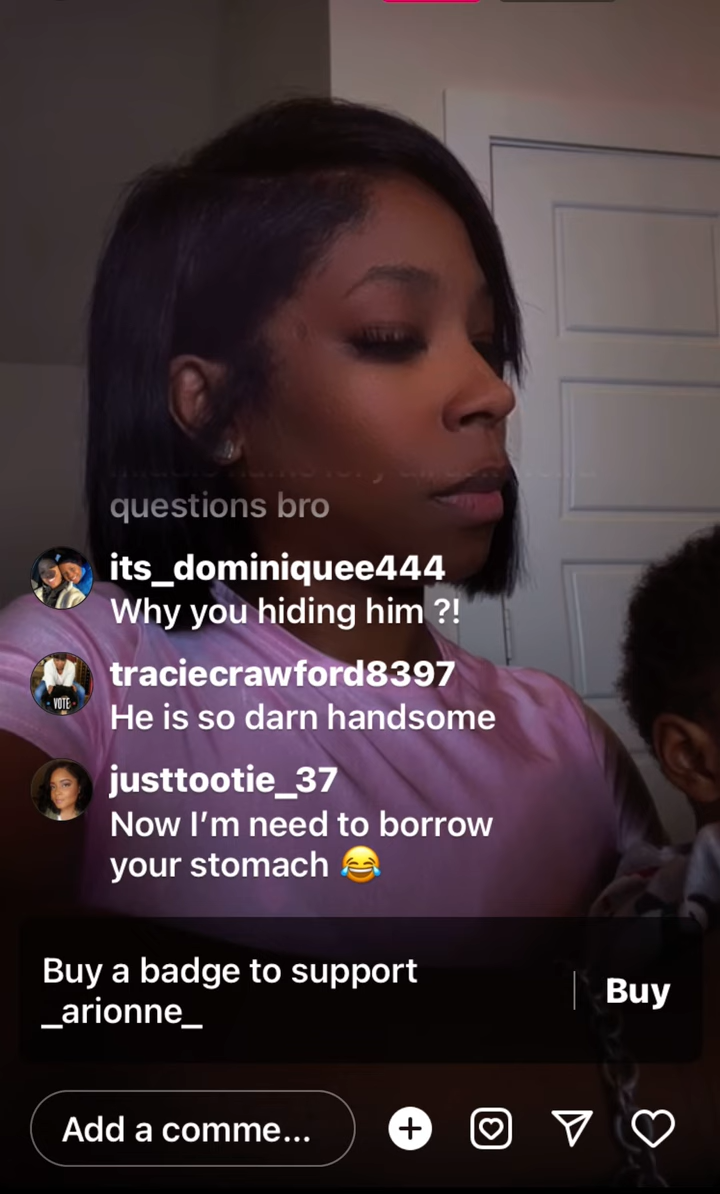 questions bro
its_dominiquee444
Why you hiding him ?!
traciecrawford8397
VOTE
He is so darn handsome
justtootie_37
Now I’m need to borrow
your stomach 😂
Buy a badge to support
_arionne_
Buy
Add a comme...